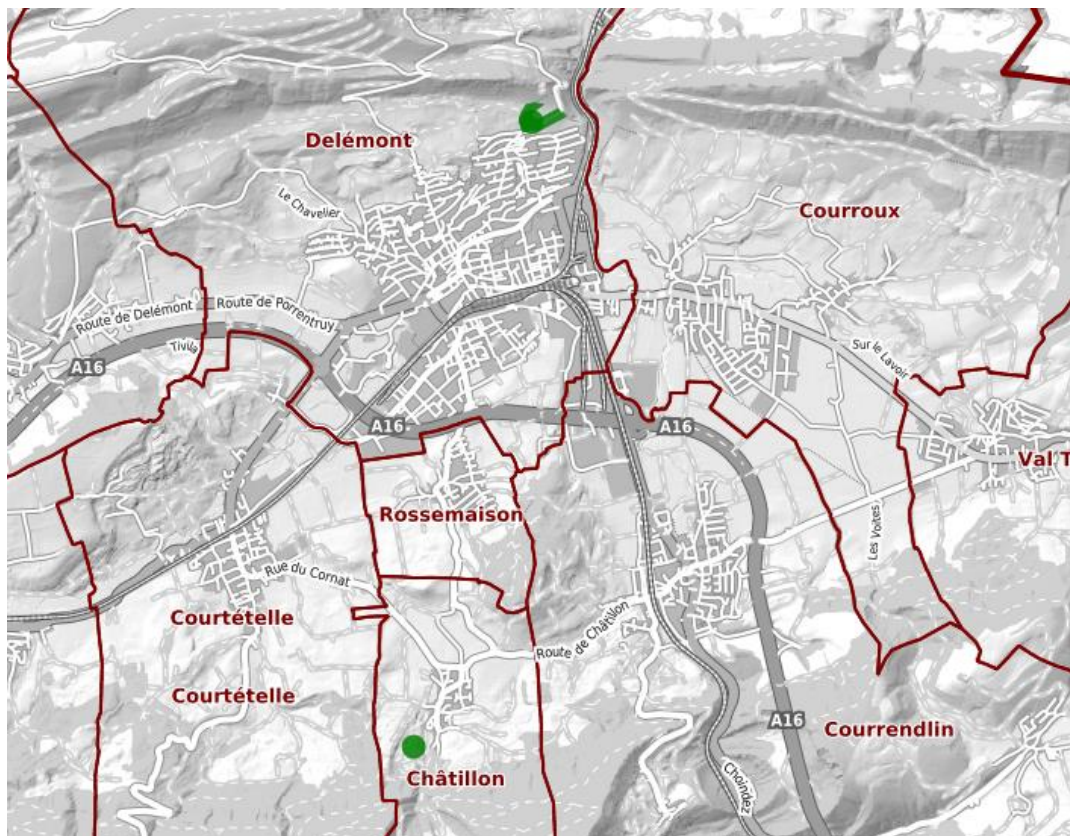 Delémont
Le Chavelier
Courroux
Route de Delémont
Route de Porrentruy
Tivila
Sur le Lavoir
A16
A16
A16
Val T
Rossemaison
Les Voites
Rue du Cornat
Courtételle
Route de Châtillon
Courtételle
A16
Courrendlin
Châtillon
Choindez